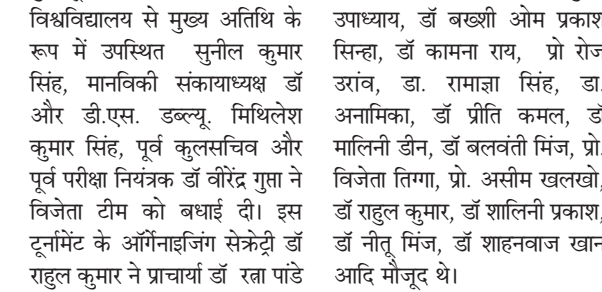 विश्वविद्यालय से मुख्य अतिथि के
रूप में उपस्थित सुनील कुमार
सिंह, मानविकी संकायाध्यक्ष डॉ
और डी.एस. डब्ल्यू. मिथिलेश
कुमार सिंह, पूर्व कुलसचिव और
पूर्व परीक्षा नियंत्रक डॉ वीरेंद्र गुप्ता ने
विजेता टीम को बधाई दी। इस
टूर्नामेंट के ऑर्गेनाइजिंग सेक्रेट्री डॉ
राहुल कुमार ने प्राचार्या डॉ रत्ना पांडे
उपाध्याय, डॉ बख्शी ओम प्रकाश
सिन्हा, डॉ कामना राय, प्रो रोज
उरांव, डा. रामाज्ञा सिंह, डा.
अनामिका, डॉ प्रीति कमल, डॉ
मालिनी डीन, डॉ बलवंती मिंज, प्रो.
विजेता तिग्गा, प्रो. असीम खलखो,
डॉ राहुल कुमार, डॉ शालिनी प्रकाश,
डॉ नीतू मिंज, डॉ शाहनवाज खान
आदि मौजूद थे।